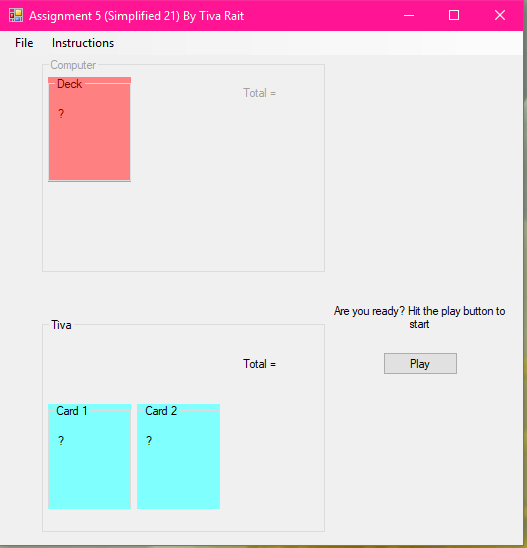 Assignment 5 (Simplified 21) By Tiva Rait
File Instructions
Computer
Deck
?
Total =
Are you ready? Hit the play button to
start
Play
Tiva
Total =
Card 1 Card 2
? ?